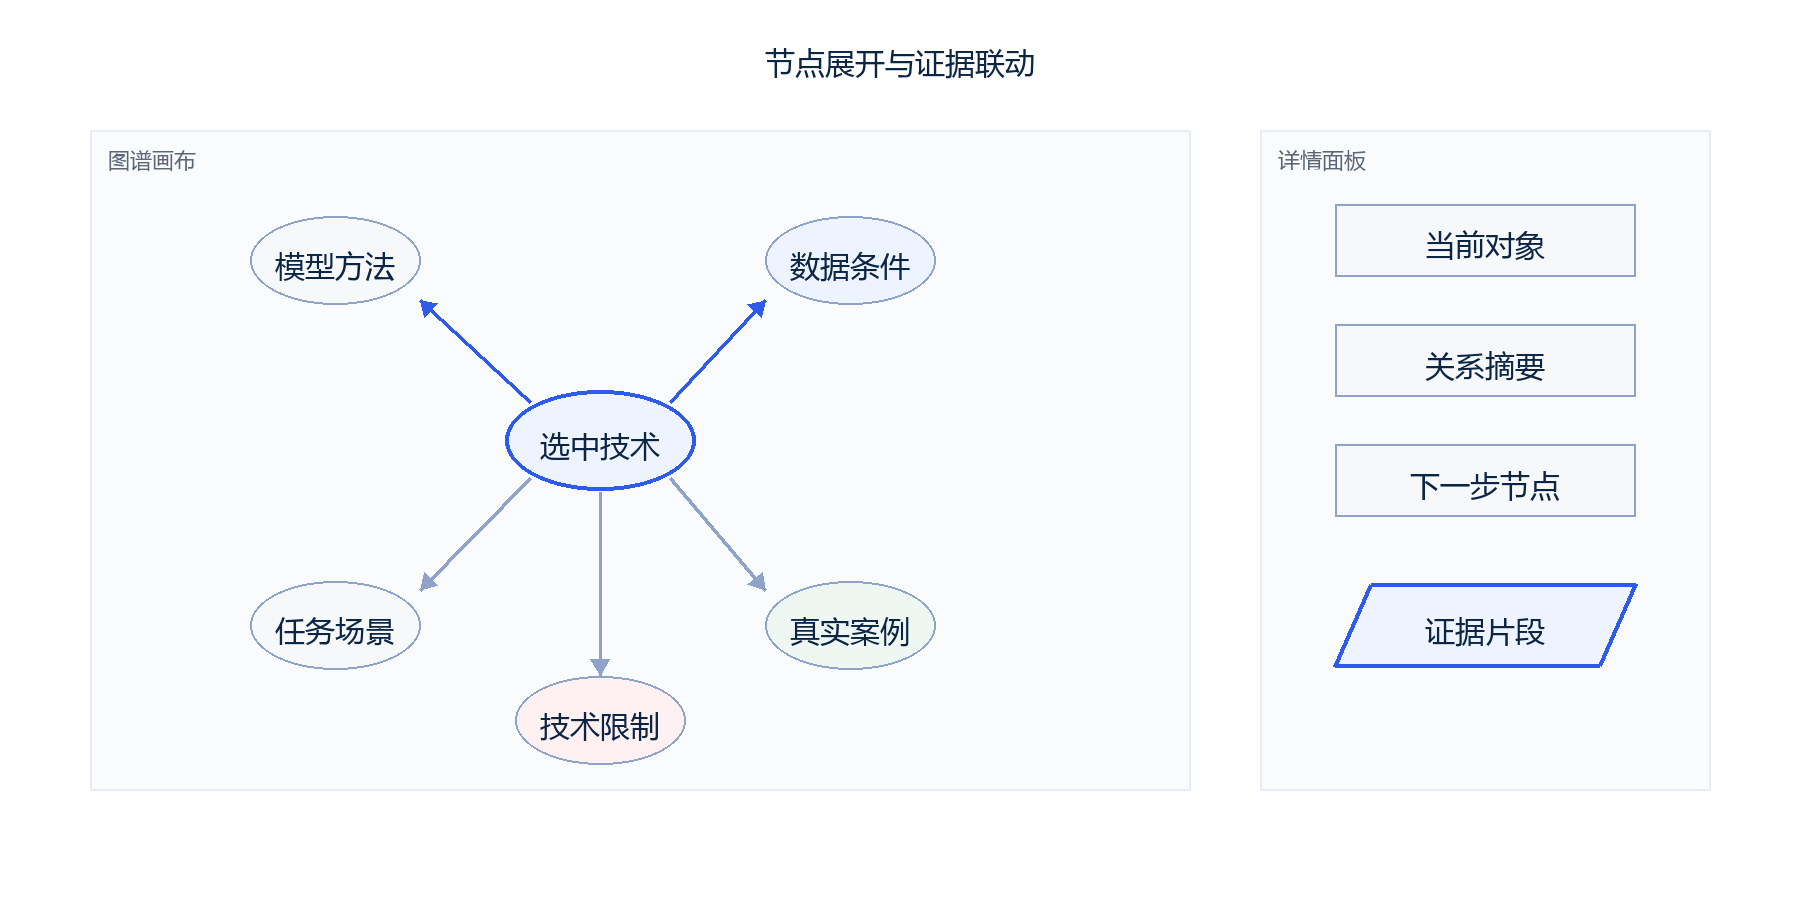 节点展开与证据联动
图谱画布
模型方法
数据条件
选中技术
任务场景
真实案例
技术限制
详情面板
当前对象
关系摘要
下一步节点
证据片段